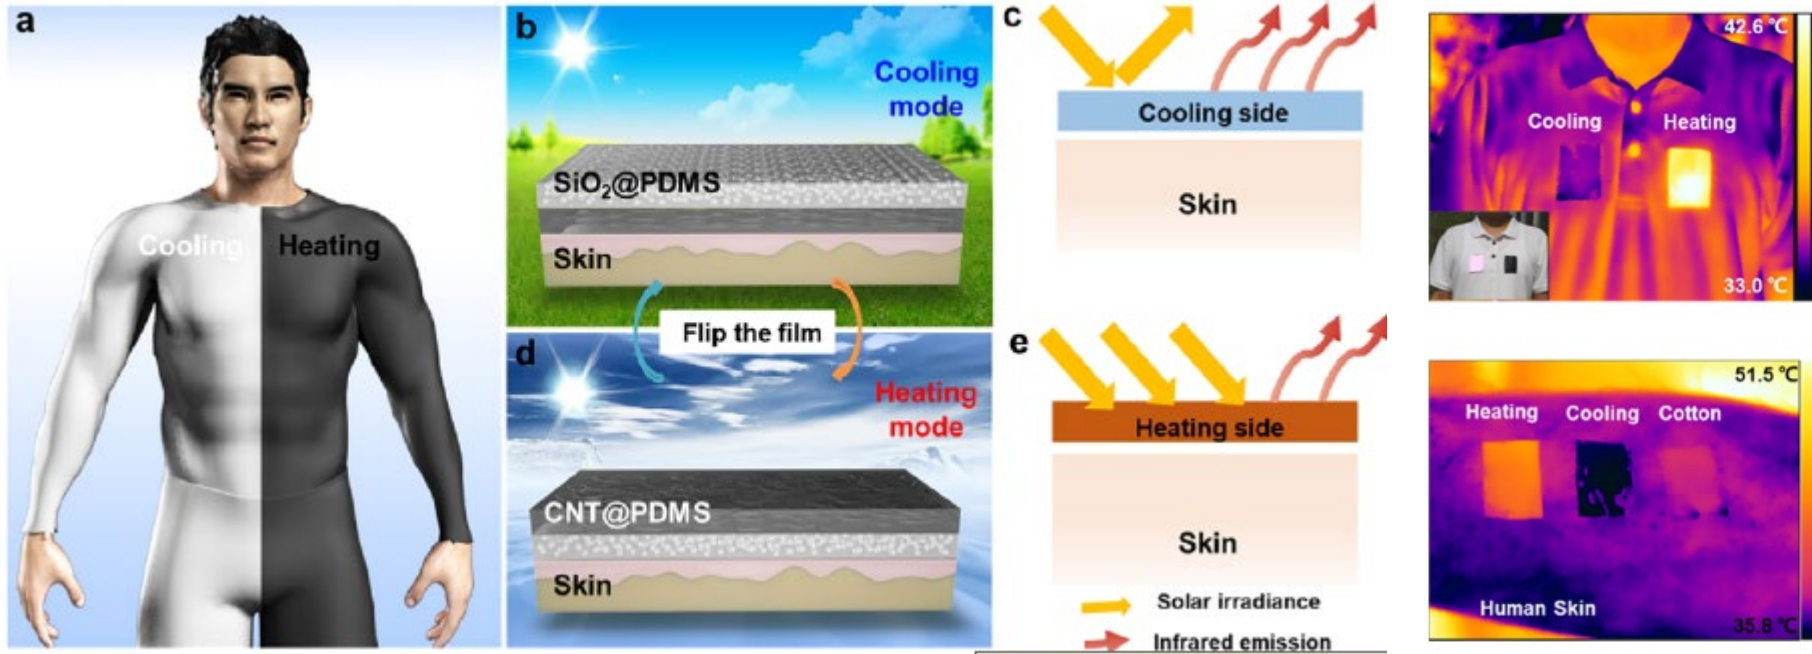 a
Cooling
Heating
b
Cooling
mode
SiO₂@PDMS
Skin
Flip the film
d
Heating
mode
CNT@PDMS
Skin
c
Cooling side
Skin
e
Heating side
Skin
Solar irradiance
Infrared emission
42.6 ℃
Cooling
Heating
33.0 ℃
51.5 ℃
Heating
Cooling
Cotton
Human Skin
35.8 ℃